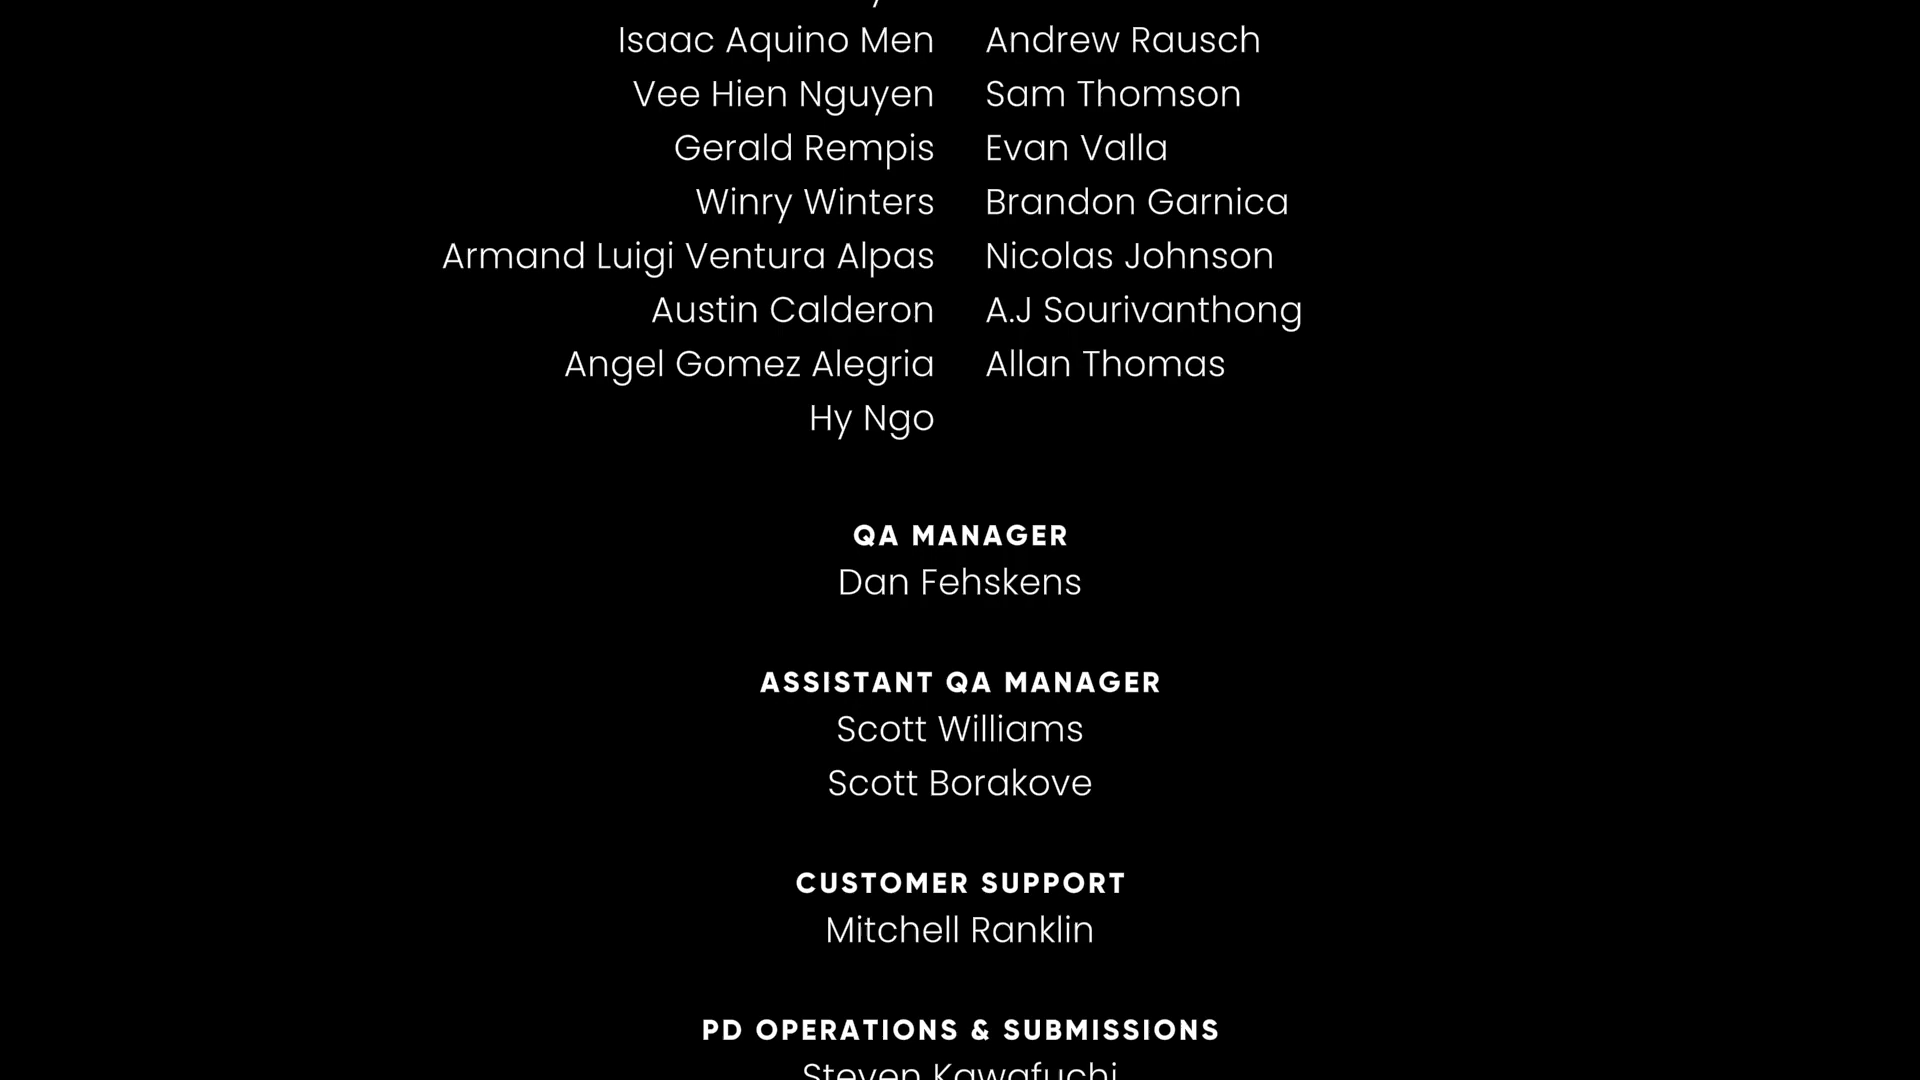 Isaac Aquino Men Andrew Rausch
Vee Hien Nguyen Sam Thomson
Gerald Rempis Evan Valla
Winry Winters Brandon Garnica
Armand Luigi Ventura Alpas Nicolas Johnson
Austin Calderon A.J Sourivanthong
Angel Gomez Alegria Allan Thomas
Hy Ngo
QA MANAGER
Dan Fehskens
ASSISTANT QA MANAGER
Scott Williams
Scott Borakove
CUSTOMER SUPPORT
Mitchell Ranklin
PD OPERATIONS & SUBMISSIONS
Steven Kawafuchi